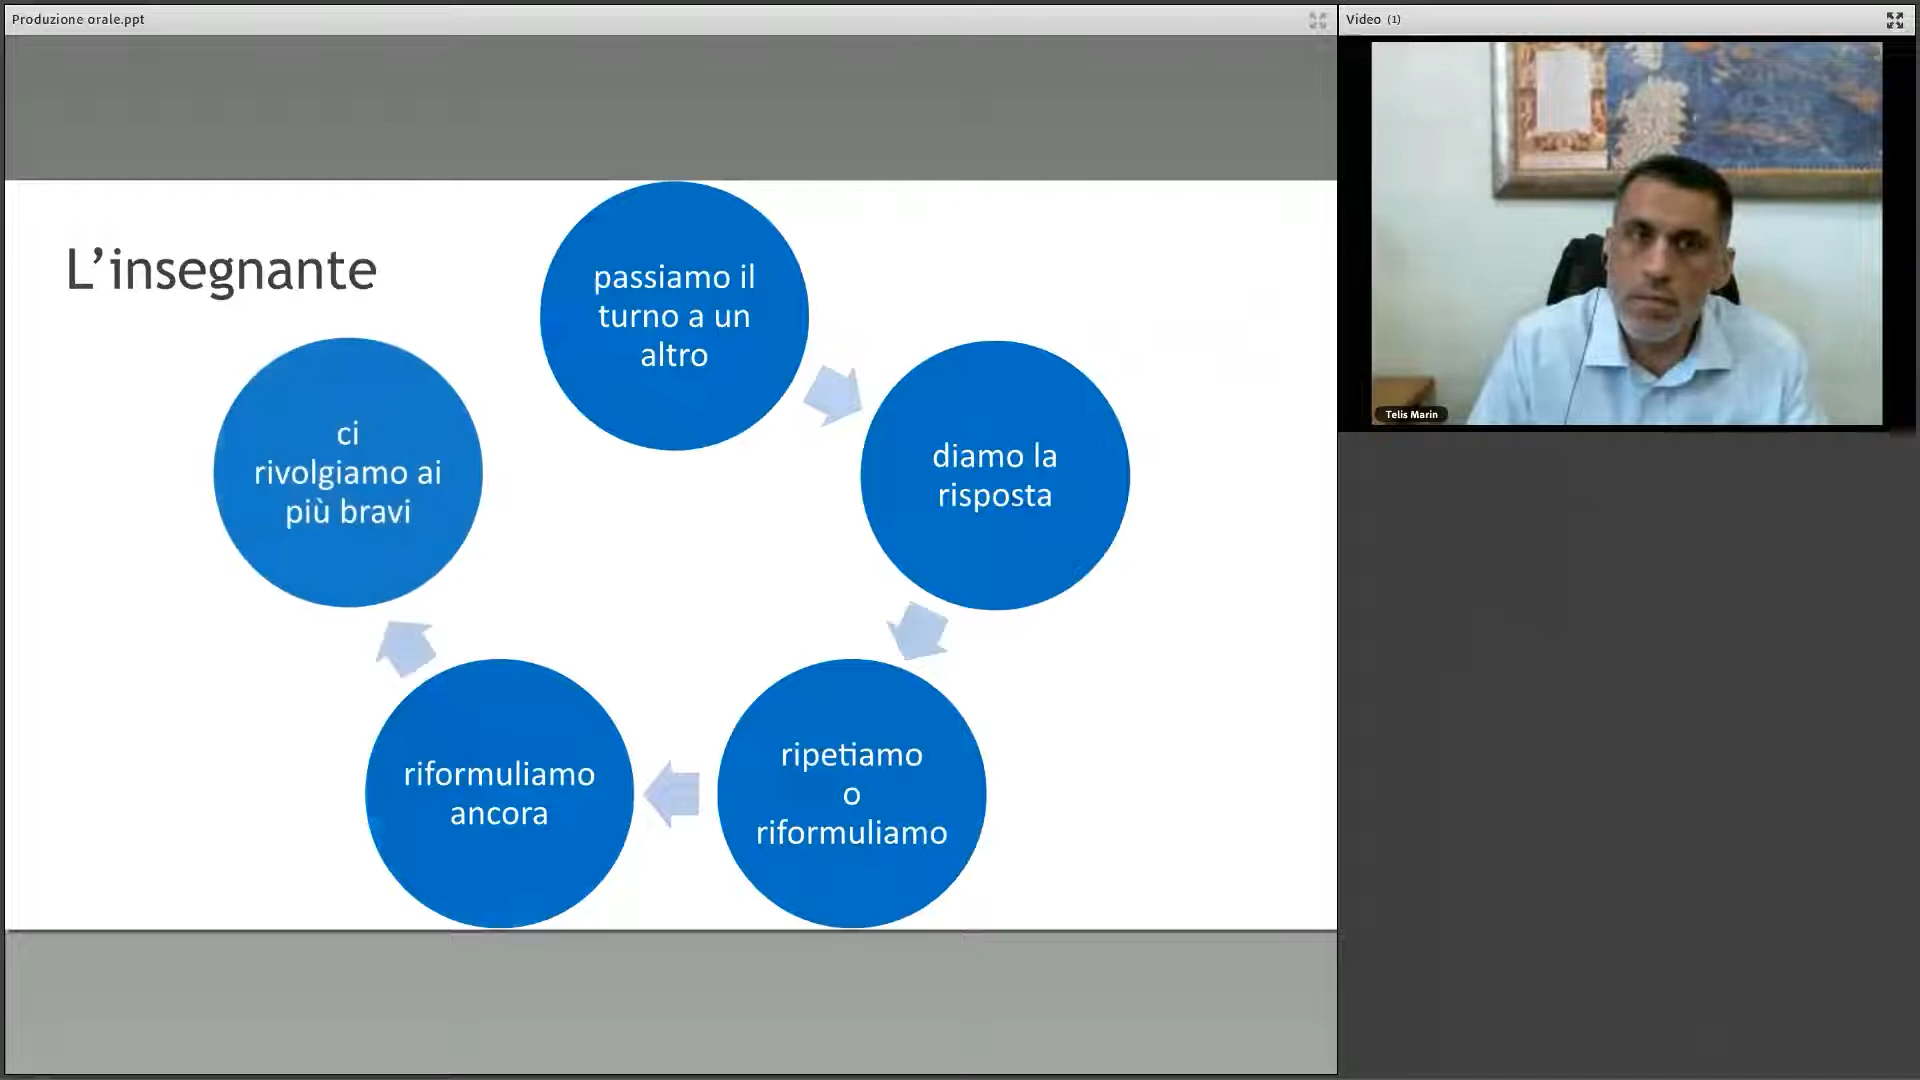 Produzione orale.ppt
Video (1)
L’insegnante
passiamo il
turno a un
altro
diamo la
risposta
ripetiamo
o
riformuliamo
riformuliamo
ancora
ci
rivolgiamo ai
più bravi
Telis Marin